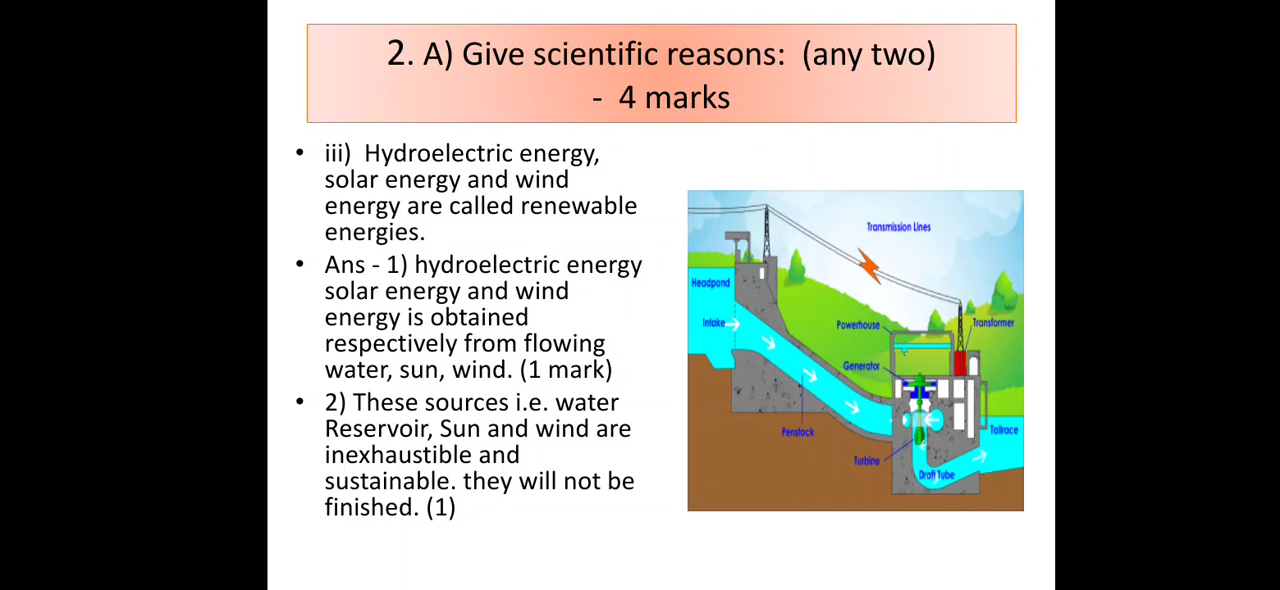 2. A) Give scientific reasons:  (any two)
-  4 marks
• iii)  Hydroelectric energy,
solar energy and wind
energy are called renewable
energies.
• Ans - 1) hydroelectric energy
solar energy and wind
energy is obtained
respectively from flowing
water, sun, wind. (1 mark)
• 2) These sources i.e. water
Reservoir, Sun and wind are
inexhaustible and
sustainable. they will not be
finished. (1)
Transmission Lines
Headpond
Intake
Powerhouse
Transformer
Generator
Penstock
Tailrace
Turbine
Draft Tube